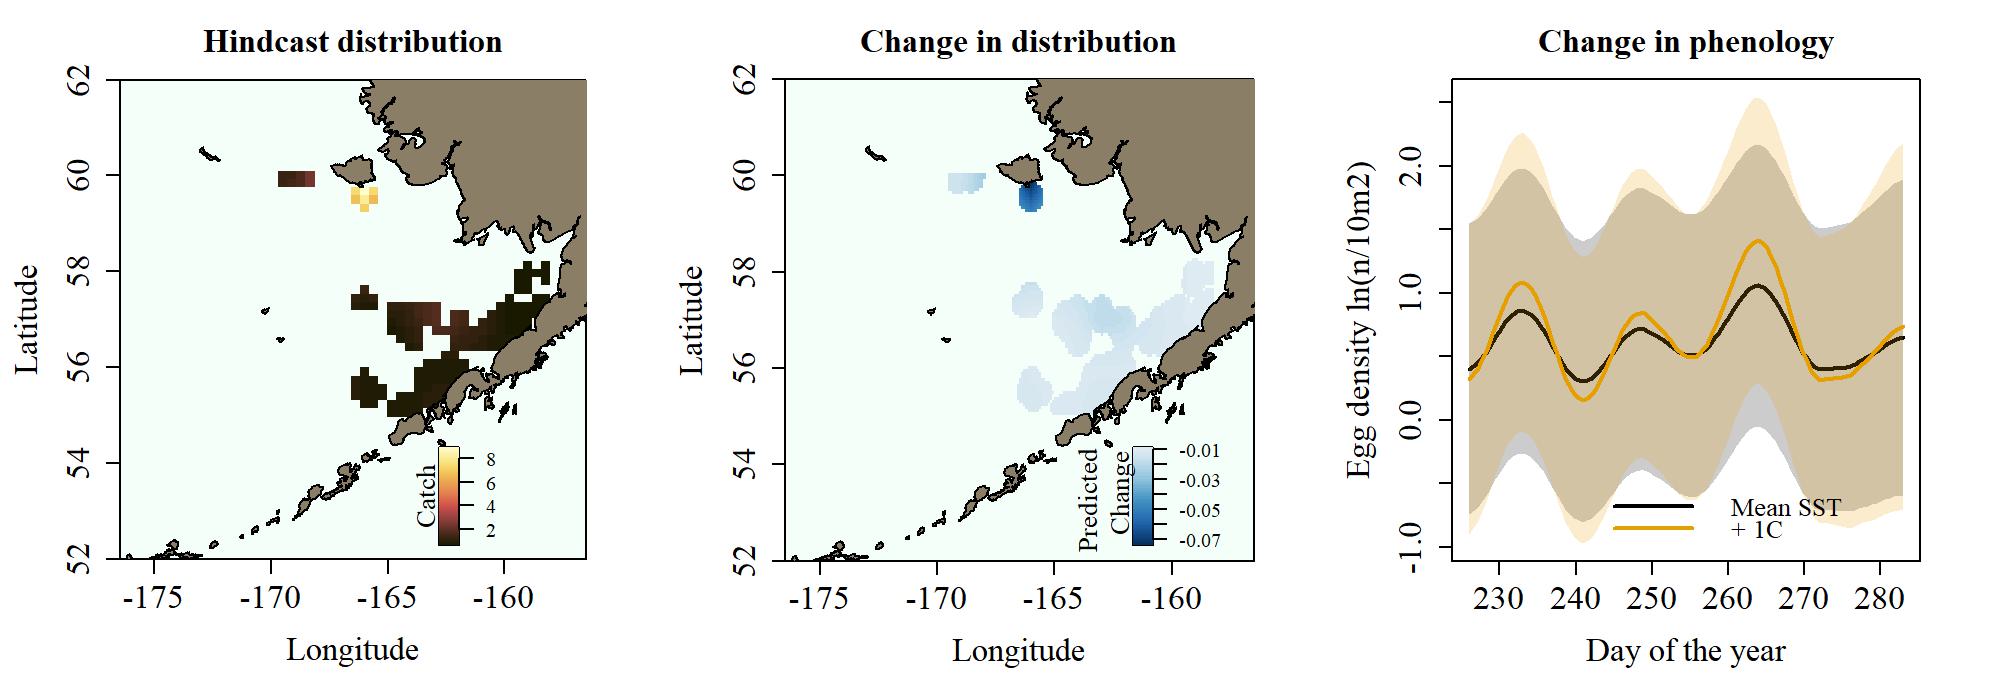 Hindcast distribution
62
60
58
56
54
52
Latitude
-175 -170 -165 -160
Longitude
Catch
8
6
4
2
Change in distribution
62
60
58
56
54
52
Latitude
-175 -170 -165 -160
Longitude
Predicted
Change
-0.01
-0.03
-0.05
-0.07
Change in phenology
2.0
1.0
0.0
-1.0
Egg density ln(n/10m2)
230 240 250 260 270 280
Day of the year
Mean SST
+ 1C